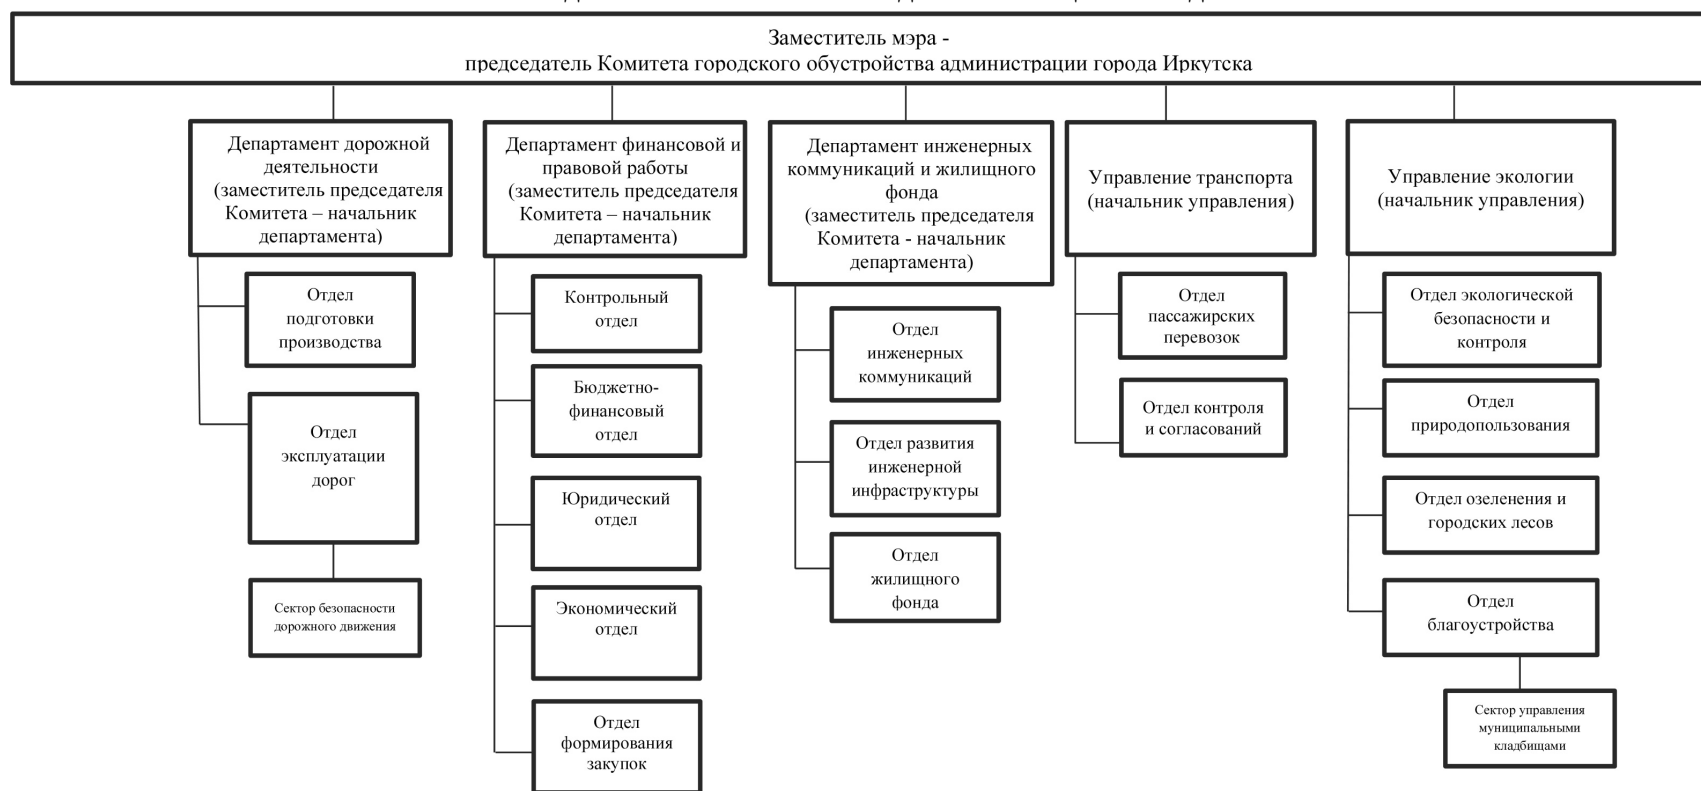 Заместитель мэра -
председатель Комитета городского обустройства администрации города Иркутска
Департамент дорожной
деятельности
(заместитель председателя
Комитета – начальник
департамента)
Отдел
подготовки
производства
Отдел
эксплуатации
дорог
Сектор безопасности
дорожного движения
Департамент финансовой и
правовой работы
(заместитель председателя
Комитета – начальник
департамента)
Контрольный
отдел
Бюджетно-
финансовый
отдел
Юридический
отдел
Экономический
отдел
Отдел
формирования
закупок
Департамент инженерных
коммуникаций и жилищного
фонда
(заместитель председателя
Комитета - начальник
департамента)
Отдел
инженерных
коммуникаций
Отдел развития
инженерной
инфраструктуры
Отдел
жилищного
фонда
Управление транспорта
(начальник управления)
Отдел
пассажирских
перевозок
Отдел контроля
и согласований
Управление экологии
(начальник управления)
Отдел экологической
безопасности и
контроля
Отдел
природопользования
Отдел озеленения и
городских лесов
Отдел
благоустройства
Сектор управления
муниципальными
кладбищами